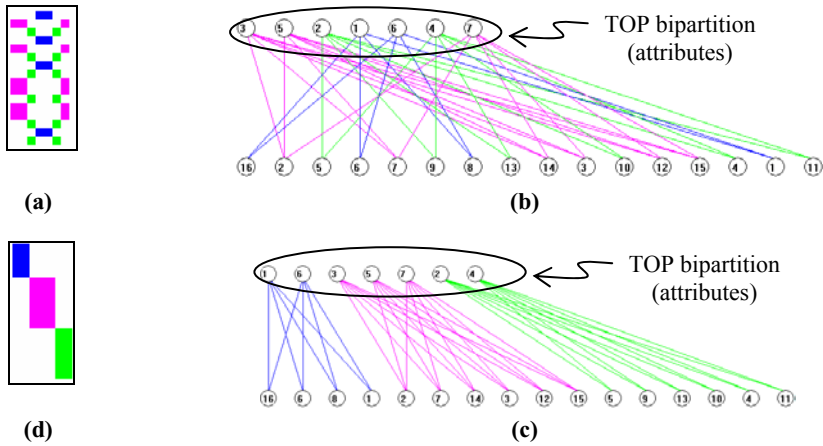 3 5 2 1 6 4 7
TOP bipartition
(attributes)
16 2 5 6 7 9 8 13 14 3 10 12 15 4 1 11
(a) (b)
1 6 3 5 7 2 4
TOP bipartition
(attributes)
16 6 8 1 2 7 14 3 12 15 5 9 13 10 4 11
(d) (c)